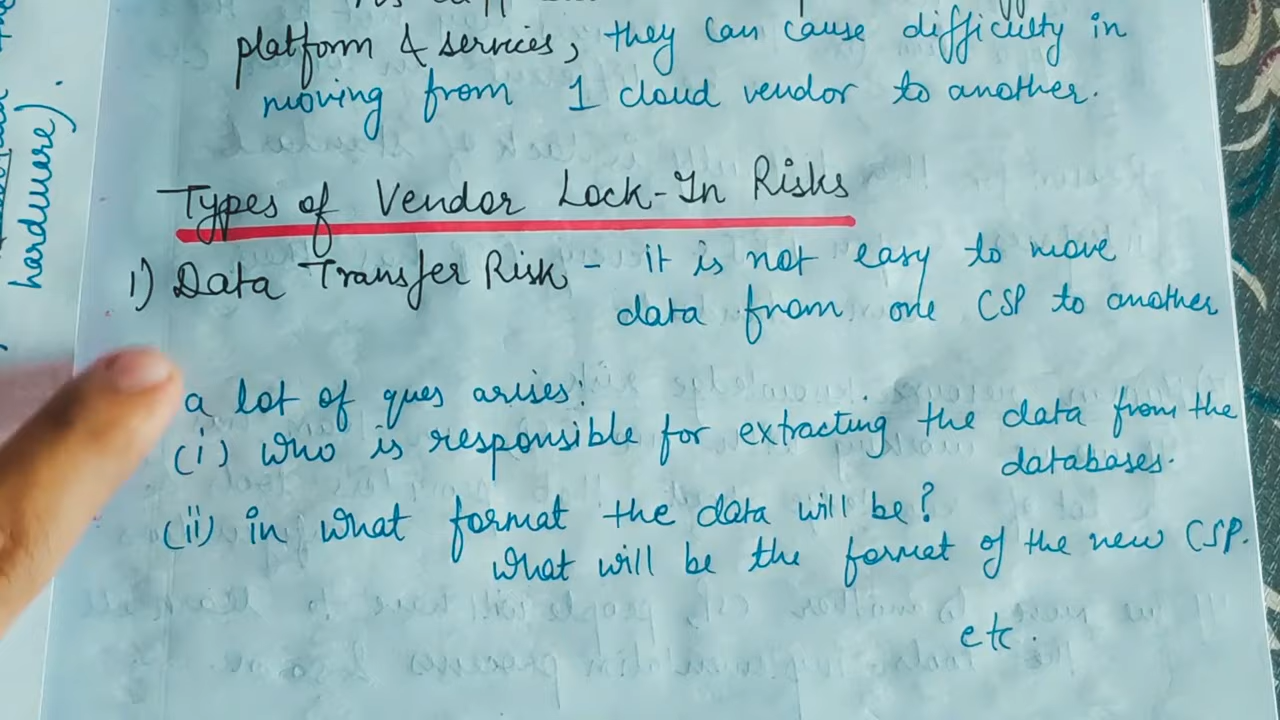 platform & services, they can cause difficulty in
moving from 1 cloud vendor to another.
Types of Vendor Lock-In Risks
1) Data Transfer Risk - it is not easy to move
data from one CSP to another
a lot of ques arises:
(i) who is responsible for extracting the data from the
databases.
(ii) in what format the data will be?
what will be the format of the new CSP.
etc.
hardware).